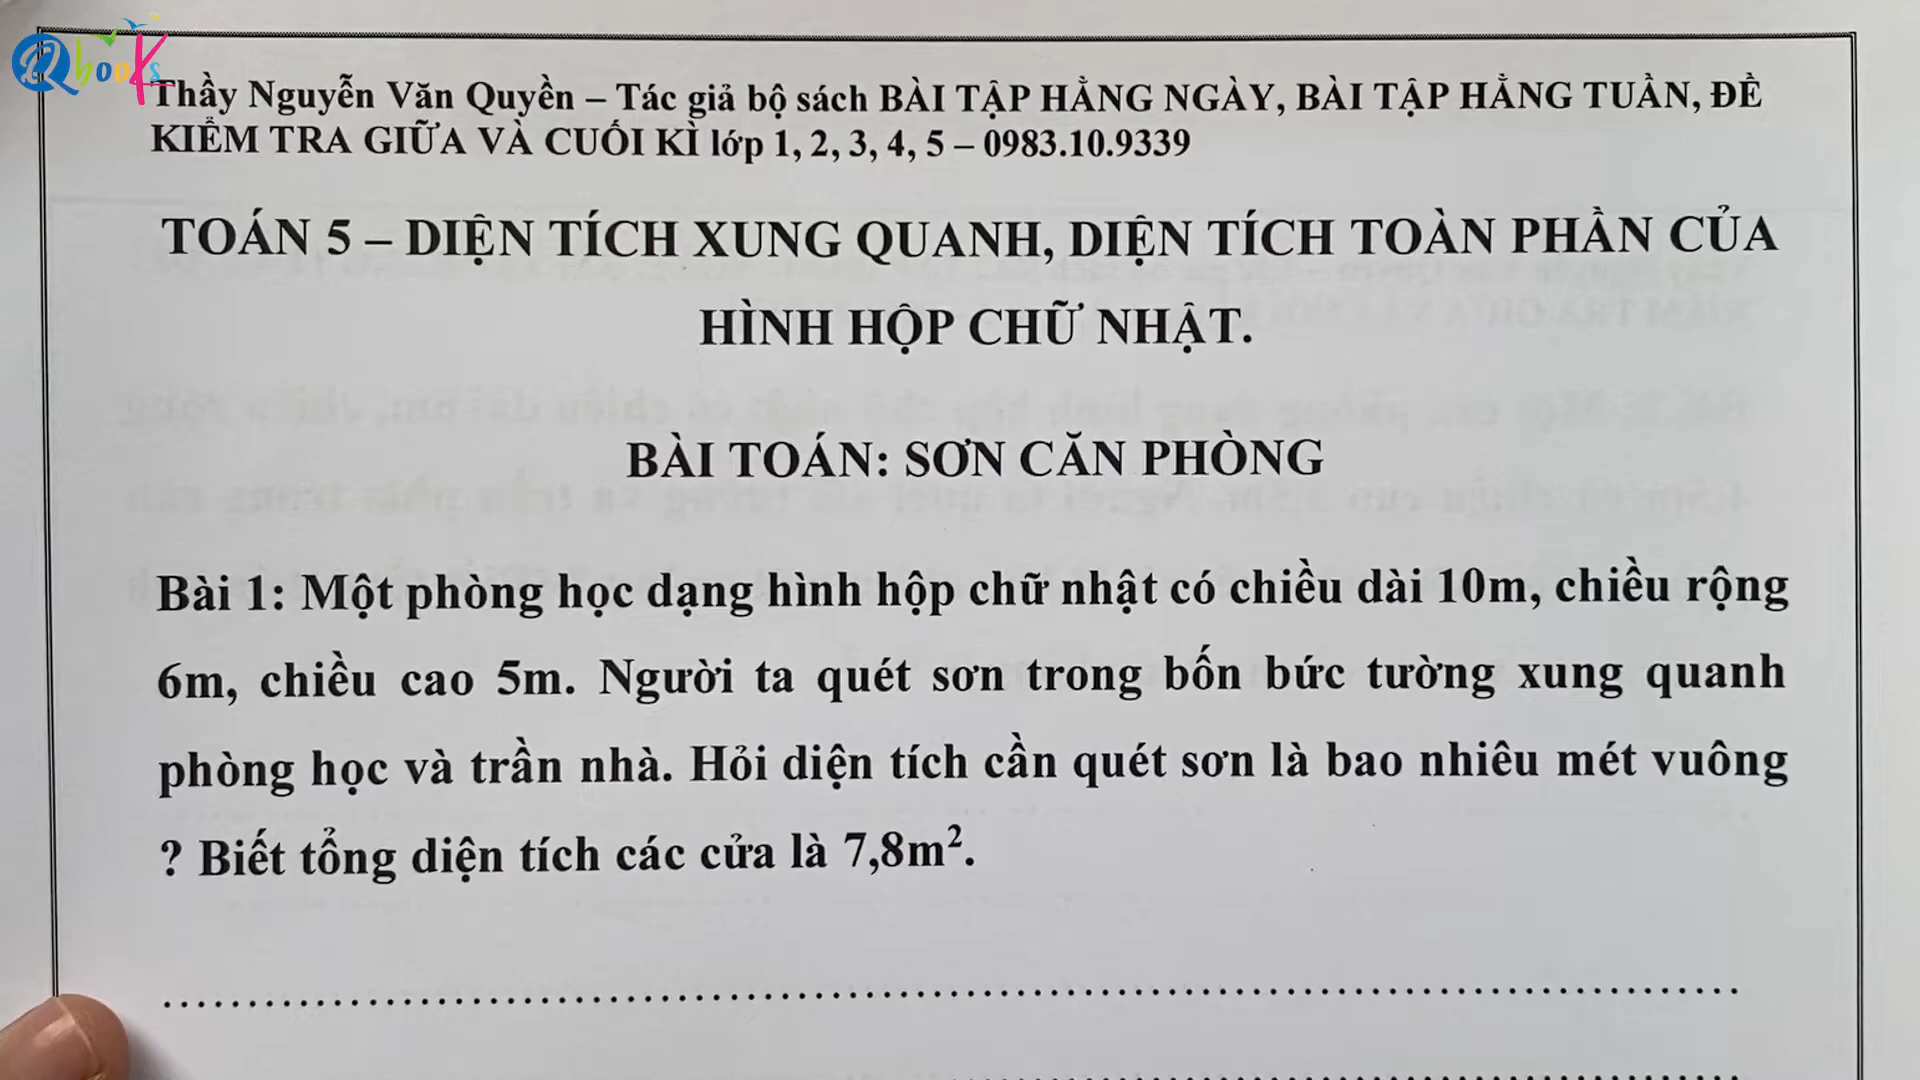 Qbooks
Thầy Nguyễn Văn Quyền – Tác giả bộ sách BÀI TẬP HẰNG NGÀY, BÀI TẬP HẰNG TUẦN, ĐỀ
KIỂM TRA GIỮA VÀ CUỐI KÌ lớp 1, 2, 3, 4, 5 – 0983.10.9339
TOÁN 5 – DIỆN TÍCH XUNG QUANH, DIỆN TÍCH TOÀN PHẦN CỦA
HÌNH HỘP CHỮ NHẬT.
BÀI TOÁN: SƠN CĂN PHÒNG
Bài 1: Một phòng học dạng hình hộp chữ nhật có chiều dài 10m, chiều rộng
6m, chiều cao 5m. Người ta quét sơn trong bốn bức tường xung quanh
phòng học và trần nhà. Hỏi diện tích cần quét sơn là bao nhiêu mét vuông
? Biết tổng diện tích các cửa là 7,8m².